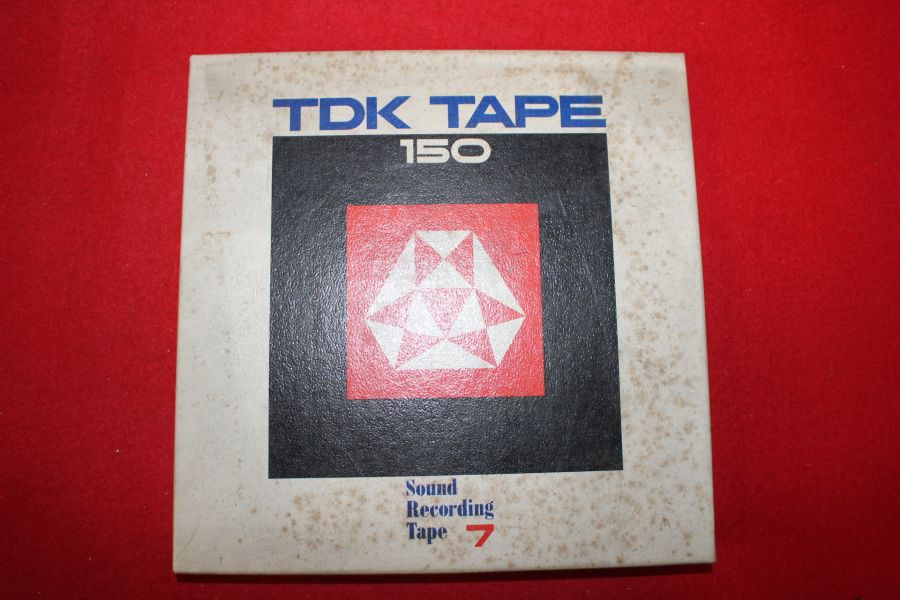 TDK TAPE
150
Sound
Recording
Tape 7